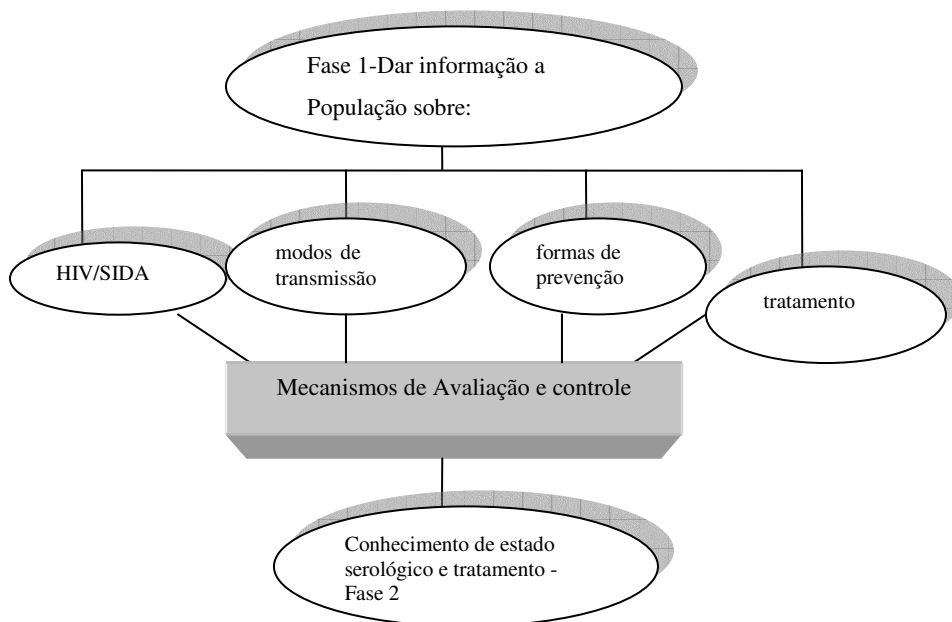 Fase 1-Dar informação a
População sobre:
HIV/SIDA
modos de
transmissão
formas de
prevenção
tratamento
Mecanismos de Avaliação e controle
Conhecimento de estado
serológico e tratamento -
Fase 2